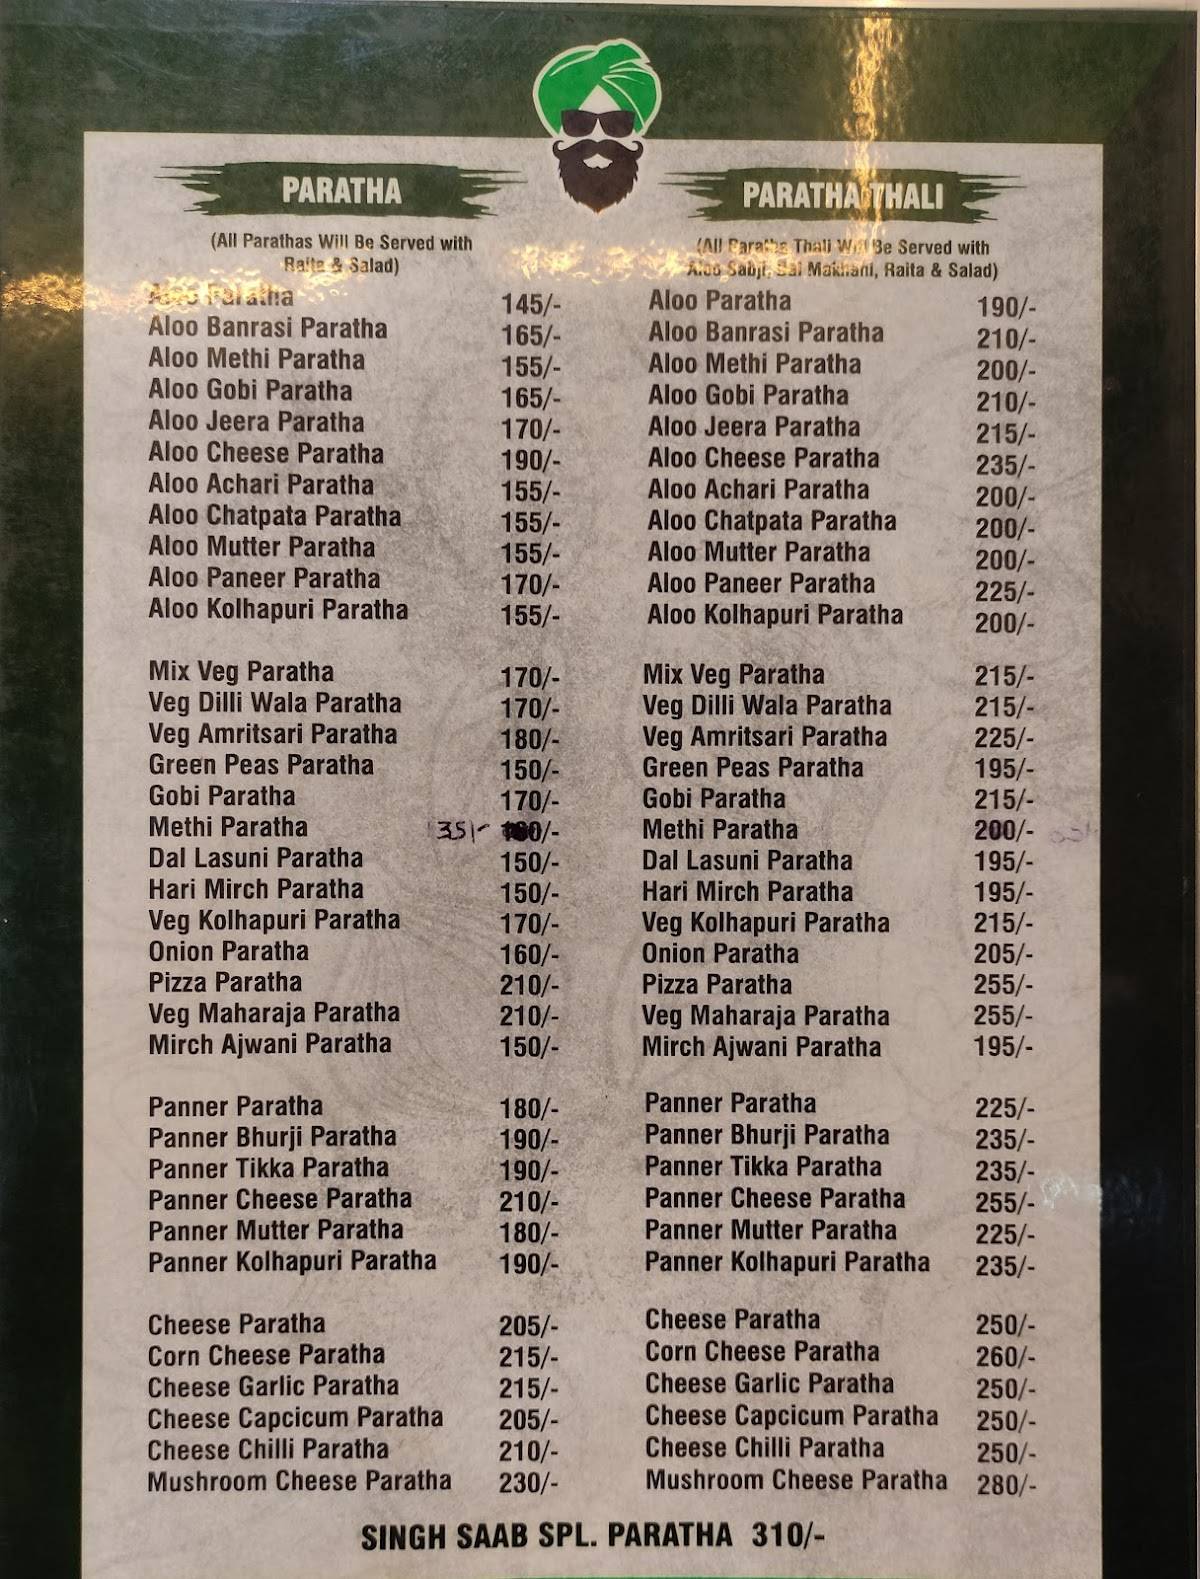 PARATHA
(All Parathas Will Be Served with
Raita & Salad)
Aloo Paratha 145/-
Aloo Banrasi Paratha 165/-
Aloo Methi Paratha 155/-
Aloo Gobi Paratha 165/-
Aloo Jeera Paratha 170/-
Aloo Cheese Paratha 190/-
Aloo Achari Paratha 155/-
Aloo Chatpata Paratha 155/-
Aloo Mutter Paratha 155/-
Aloo Paneer Paratha 170/-
Aloo Kolhapuri Paratha 155/-
Mix Veg Paratha 170/-
Veg Dilli Wala Paratha 170/-
Veg Amritsari Paratha 180/-
Green Peas Paratha 150/-
Gobi Paratha 170/-
Methi Paratha
Dal Lasuni Paratha 150/-
Hari Mirch Paratha 150/-
Veg Kolhapuri Paratha 170/-
Onion Paratha 160/-
Pizza Paratha 210/-
Veg Maharaja Paratha 210/-
Mirch Ajwani Paratha 150/-
Panner Paratha 180/-
Panner Bhurji Paratha 190/-
Panner Tikka Paratha 190/-
Panner Cheese Paratha 210/-
Panner Mutter Paratha 180/-
Panner Kolhapuri Paratha 190/-
Cheese Paratha 205/-
Corn Cheese Paratha 215/-
Cheese Garlic Paratha 215/-
Cheese Capcicum Paratha 205/-
Cheese Chilli Paratha 210/-
Mushroom Cheese Paratha 230/-
PARATHA THALI
(All Paratha Thali Will Be Served with
Aloo Sabji, Dal Makhani, Raita & Salad)
Aloo Paratha 190/-
Aloo Banrasi Paratha 210/-
Aloo Methi Paratha 200/-
Aloo Gobi Paratha 210/-
Aloo Jeera Paratha 215/-
Aloo Cheese Paratha 235/-
Aloo Achari Paratha 200/-
Aloo Chatpata Paratha 200/-
Aloo Mutter Paratha 200/-
Aloo Paneer Paratha 225/-
Aloo Kolhapuri Paratha 200/-
Mix Veg Paratha 215/-
Veg Dilli Wala Paratha 215/-
Veg Amritsari Paratha 225/-
Green Peas Paratha 195/-
Gobi Paratha 215/-
Methi Paratha 200/-
Dal Lasuni Paratha 195/-
Hari Mirch Paratha 195/-
Veg Kolhapuri Paratha 215/-
Onion Paratha 205/-
Pizza Paratha 255/-
Veg Maharaja Paratha 255/-
Mirch Ajwani Paratha 195/-
Panner Paratha 225/-
Panner Bhurji Paratha 235/-
Panner Tikka Paratha 235/-
Panner Cheese Paratha 255/-
Panner Mutter Paratha 225/-
Panner Kolhapuri Paratha 235/-
Cheese Paratha 250/-
Corn Cheese Paratha 260/-
Cheese Garlic Paratha 250/-
Cheese Capcicum Paratha 250/-
Cheese Chilli Paratha 250/-
Mushroom Cheese Paratha 280/-
SINGH SAAB SPL. PARATHA 310/-